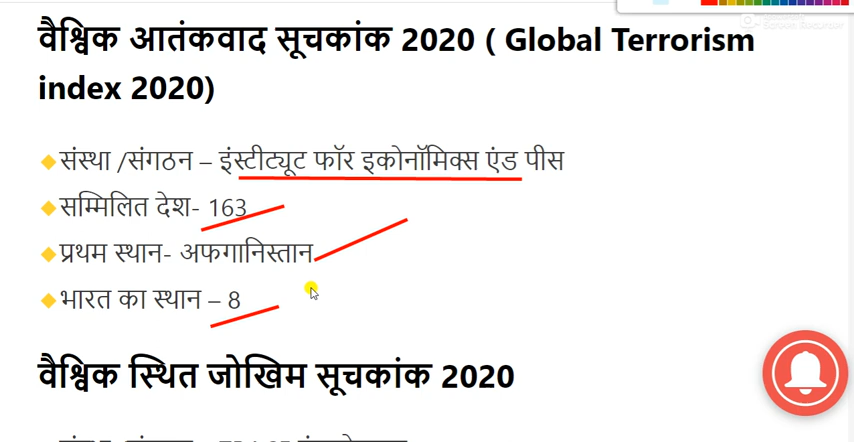 वैश्विक आतंकवाद सूचकांक 2020 ( Global Terrorism
index 2020)
संस्था /संगठन – इंस्टीट्यूट फॉर इकोनॉमिक्स एंड पीस
सम्मिलित देश- 163
प्रथम स्थान- अफगानिस्तान
भारत का स्थान – 8
वैश्विक स्थित जोखिम सूचकांक 2020